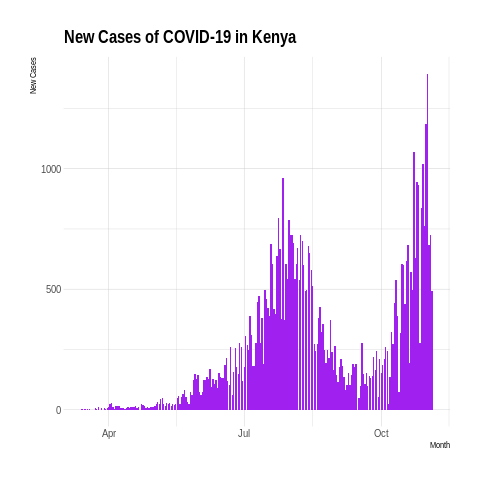 New Cases of COVID-19 in Kenya
New Cases
1000
500
0
Apr
Jul
Oct
Month